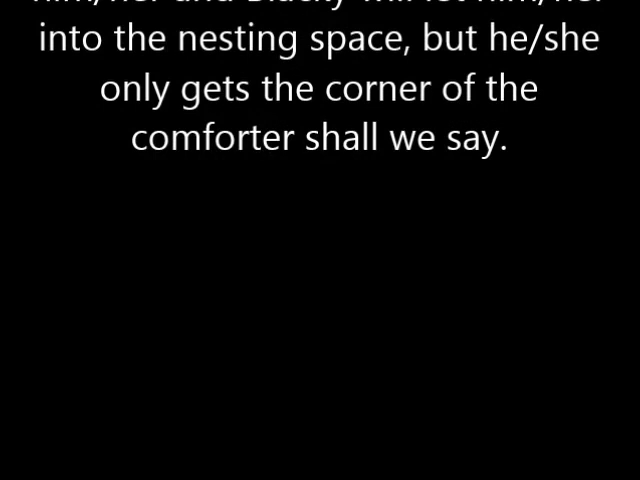 him/her and Blacky will let him/her
into the nesting space, but he/she
only gets the corner of the
comforter shall we say.